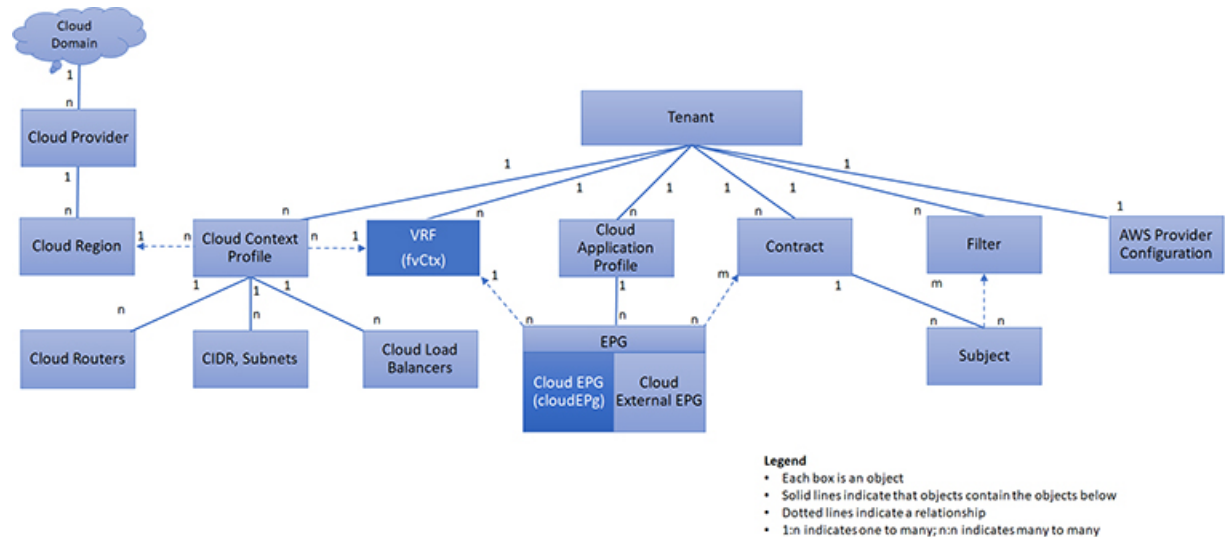 Cloud
Domain
1
n
Cloud Provider
Tenant
1
1
1
1
1
1
1
n
n
n
n
n
n
1
Cloud Region
1
n
Cloud Context
Profile
n
1
VRF
(fvCtx)
Cloud
Application
Profile
Contract
Filter
AWS Provider
Configuration
1
1
1
1
1
m
1
m
n
n
n
n
n
n
n
n
Cloud Routers
CIDR, Subnets
Cloud Load
Balancers
EPG
Cloud EPG
(cloudEPg)
Cloud
External EPG
Subject
Legend
• Each box is an object
• Solid lines indicate that objects contain the objects below
• Dotted lines indicate a relationship
• 1:n indicates one to many; n:n indicates many to many